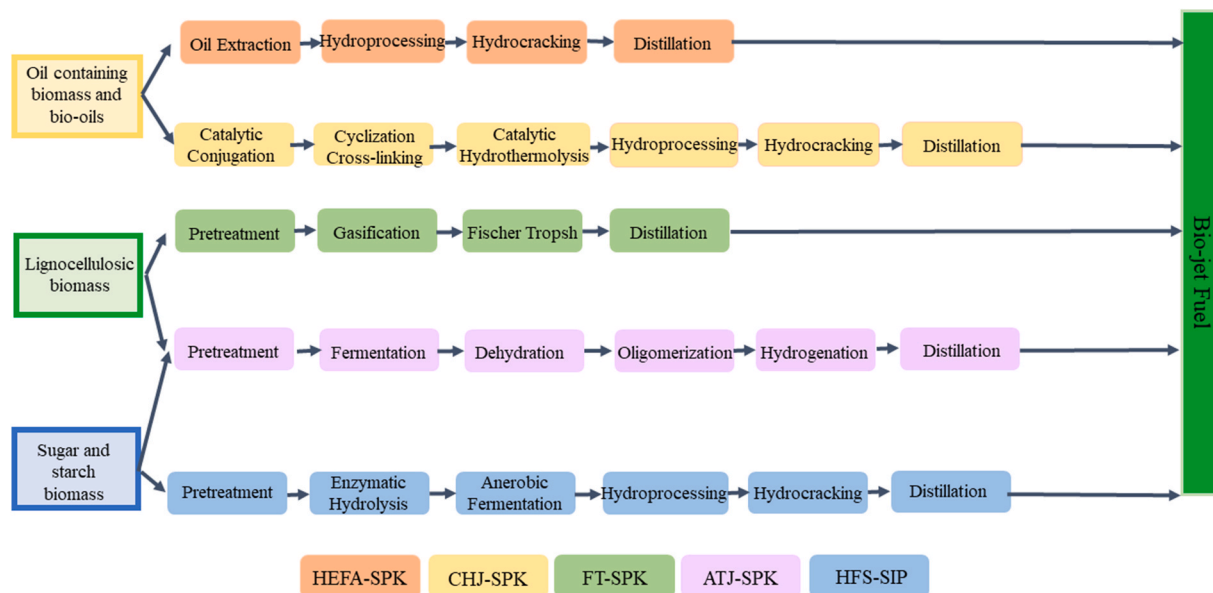 Oil containing
biomass and
bio-oils
Oil Extraction
Hydroprocessing
Hydrocracking
Distillation
Catalytic
Conjugation
Cyclization
Cross-linking
Catalytic
Hydrothermolysis
Hydroprocessing
Hydrocracking
Distillation
Lignocellulosic
biomass
Pretreatment
Gasification
Fischer Tropsh
Distillation
Pretreatment
Fermentation
Dehydration
Oligomerization
Hydrogenation
Distillation
Sugar and
starch
biomass
Pretreatment
Enzymatic
Hydrolysis
Anerobic
Fermentation
Hydroprocessing
Hydrocracking
Distillation
Bio-jet Fuel
HEFA-SPK
CHJ-SPK
FT-SPK
ATJ-SPK
HFS-SIP